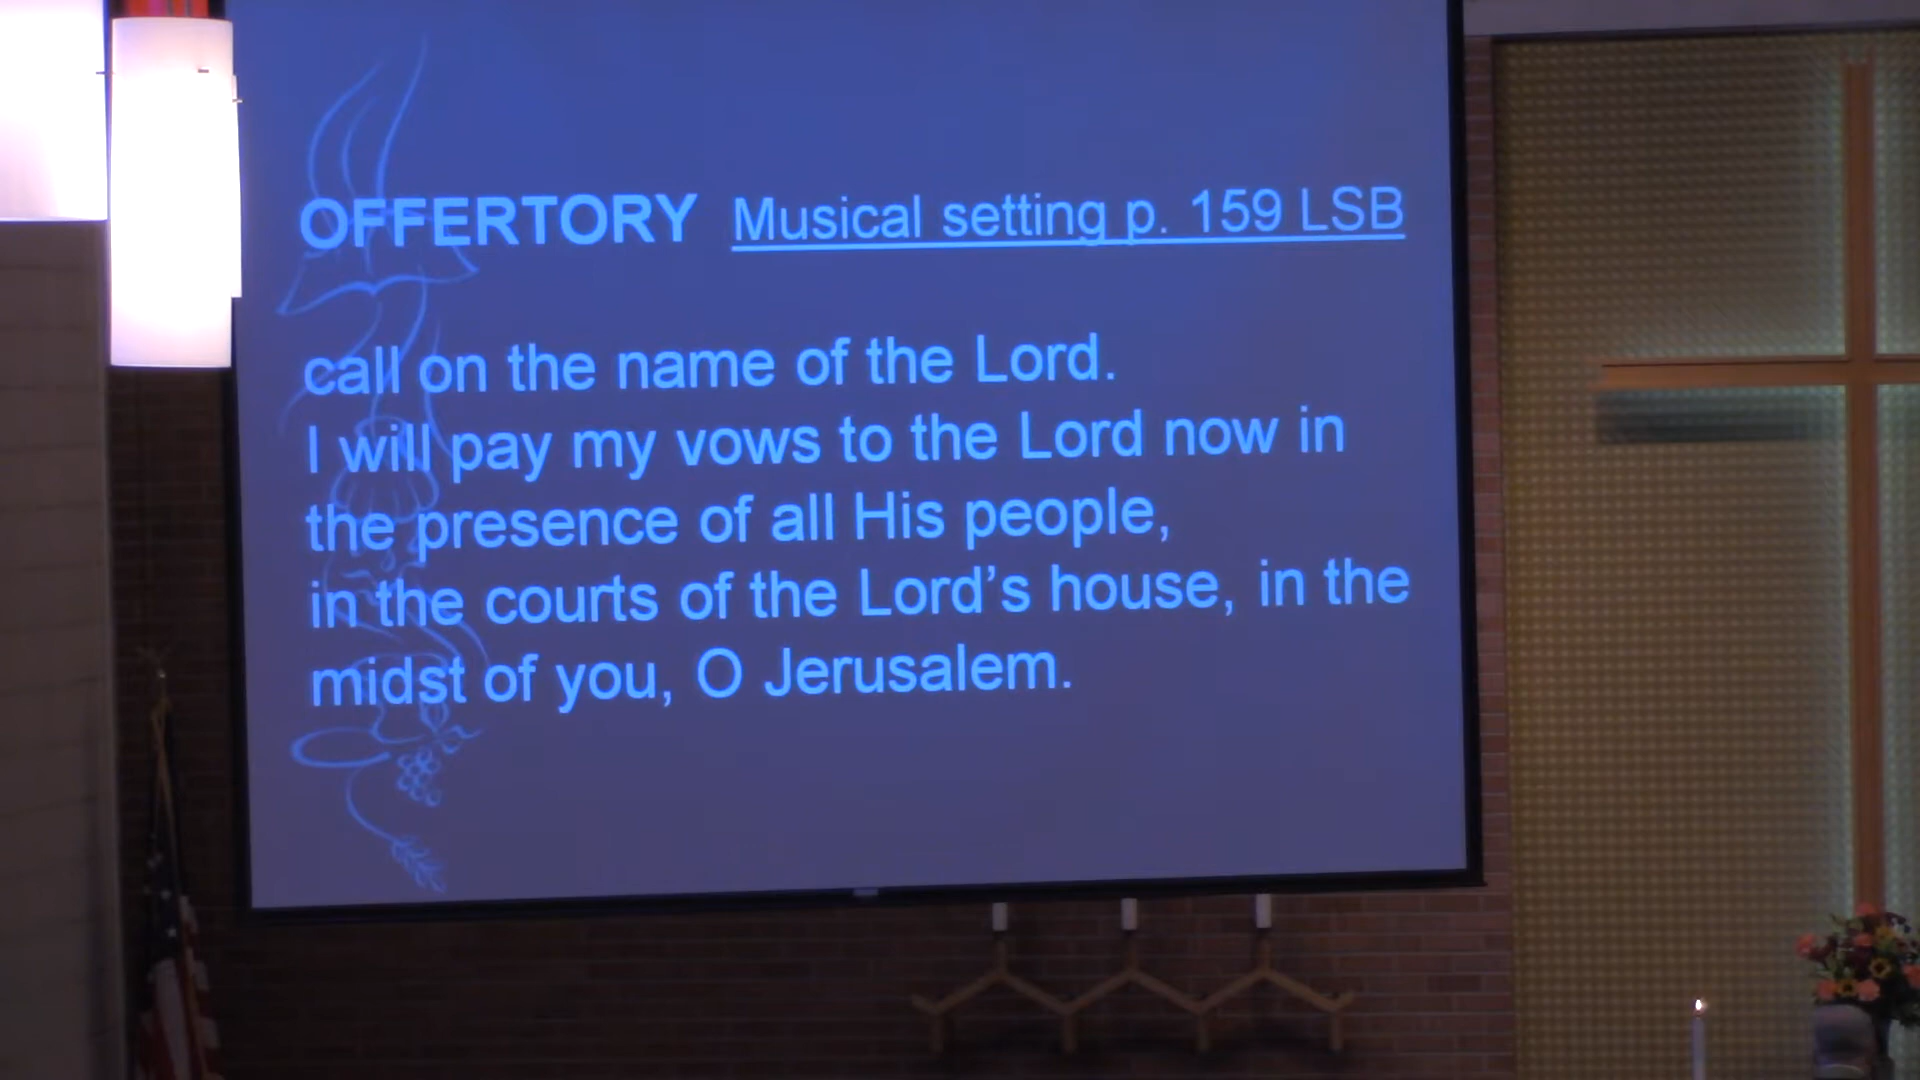 OFFERTORY Musical setting p. 159 LSB
call on the name of the Lord.
I will pay my vows to the Lord now in
the presence of all His people,
in the courts of the Lord’s house, in the
midst of you, O Jerusalem.